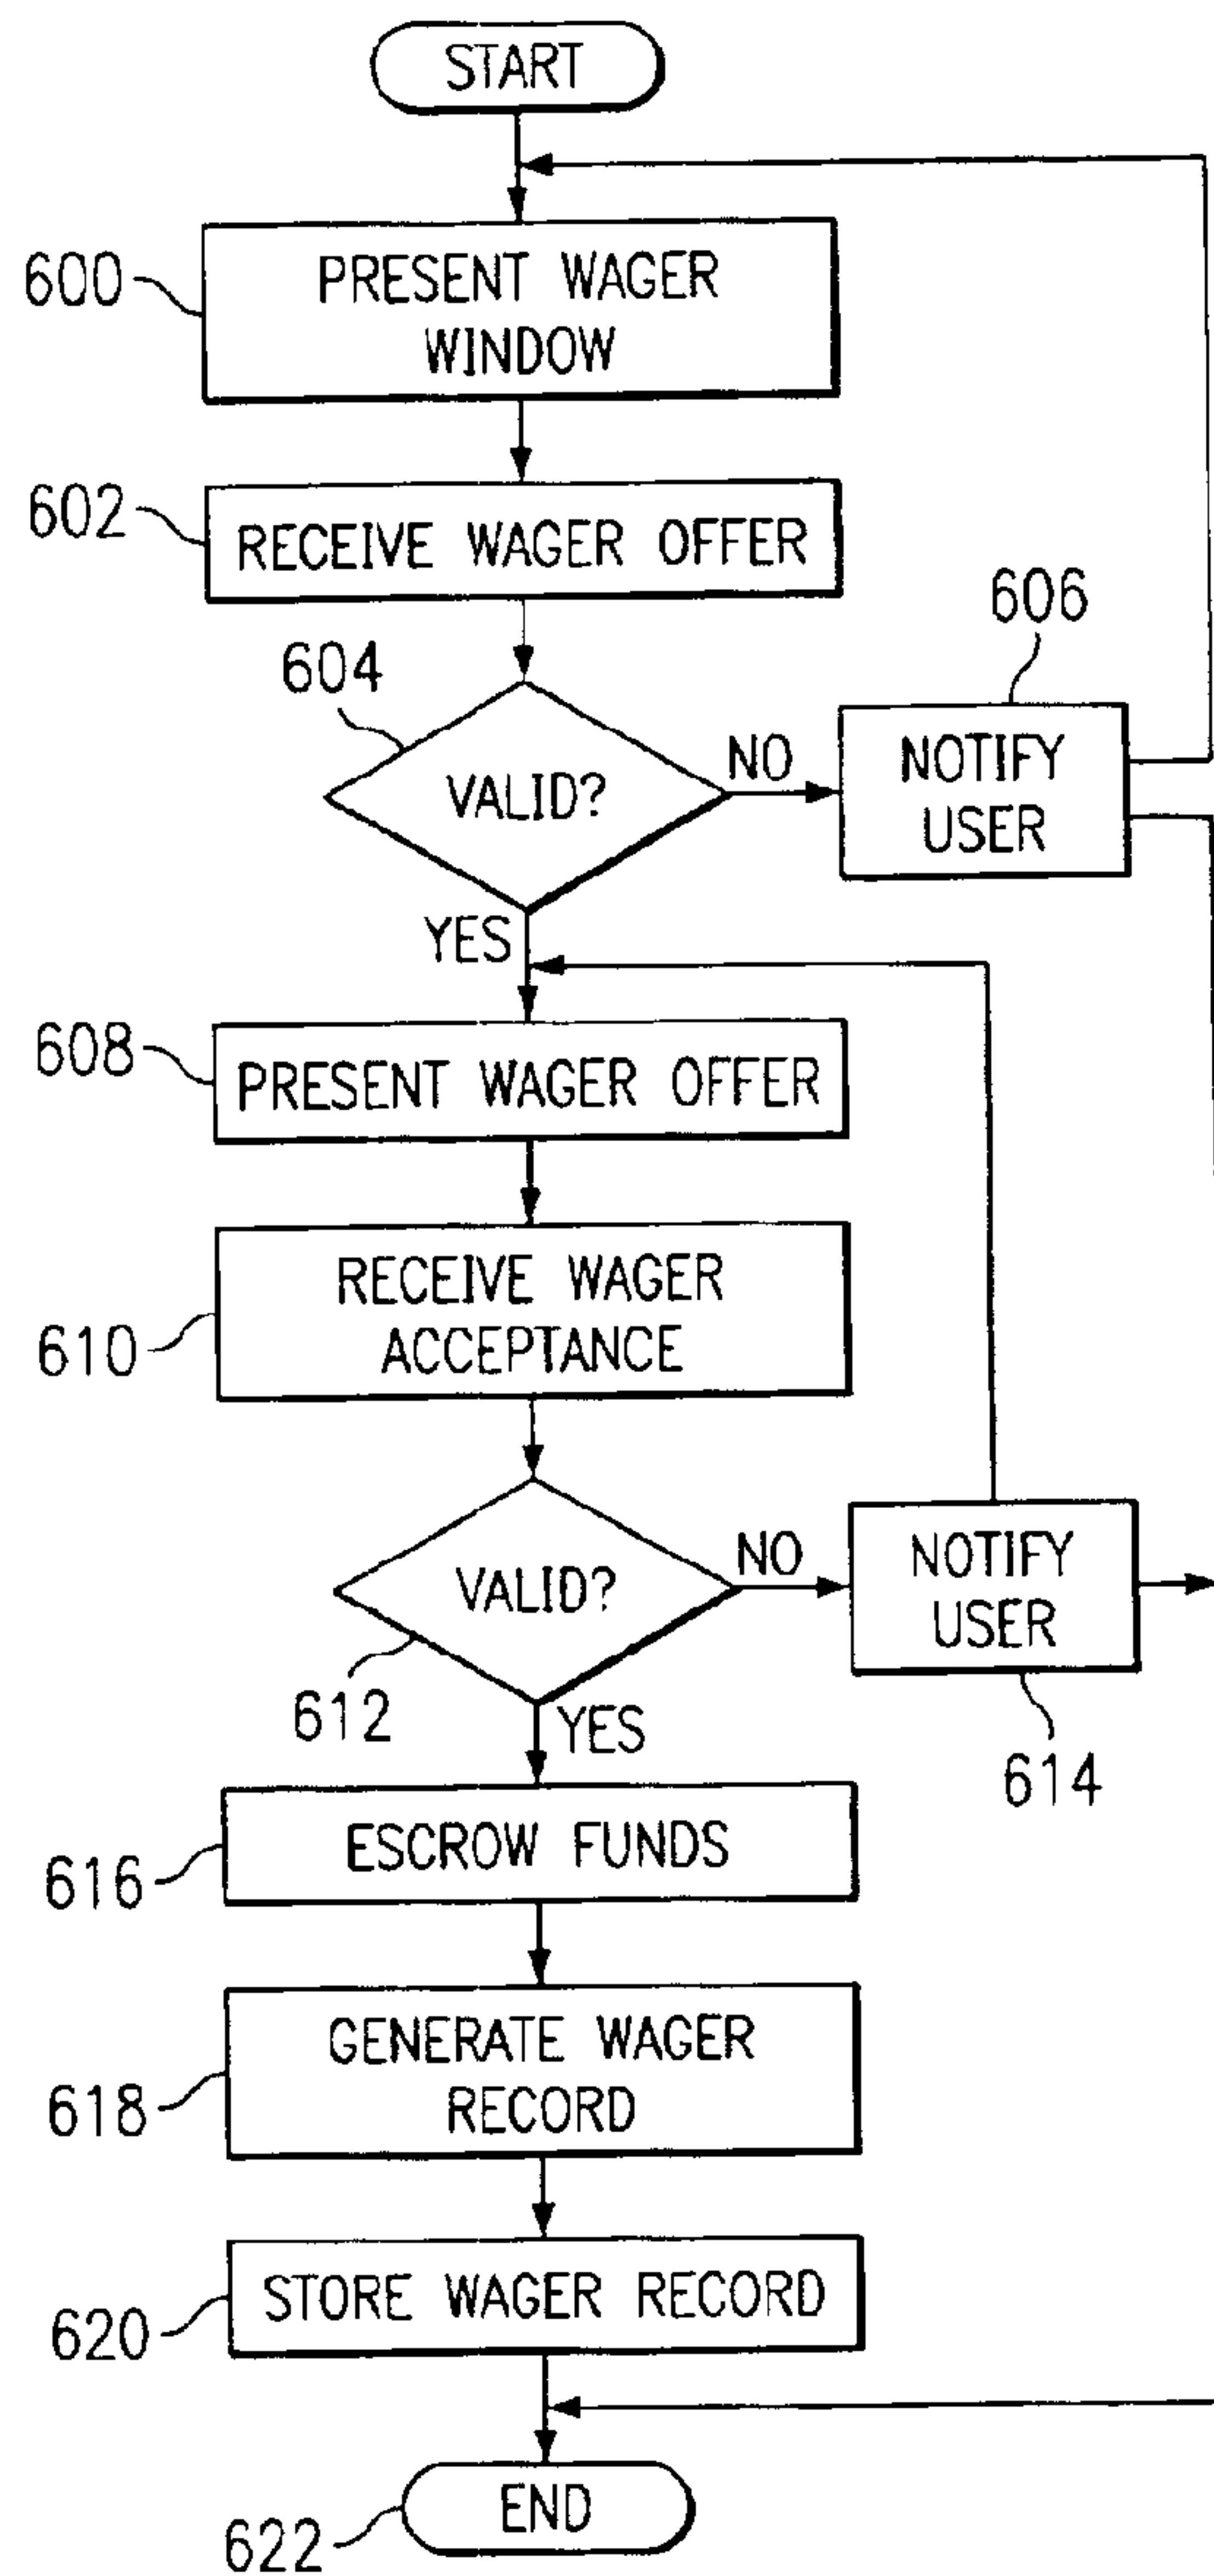 START
600
PRESENT WAGER
WINDOW
602
RECEIVE WAGER OFFER
604
VALID?
NO
606
NOTIFY
USER
YES
608
PRESENT WAGER OFFER
610
RECEIVE WAGER
ACCEPTANCE
612
VALID?
NO
NOTIFY
USER
614
YES
616
ESCROW FUNDS
618
GENERATE WAGER
RECORD
620
STORE WAGER RECORD
622
END